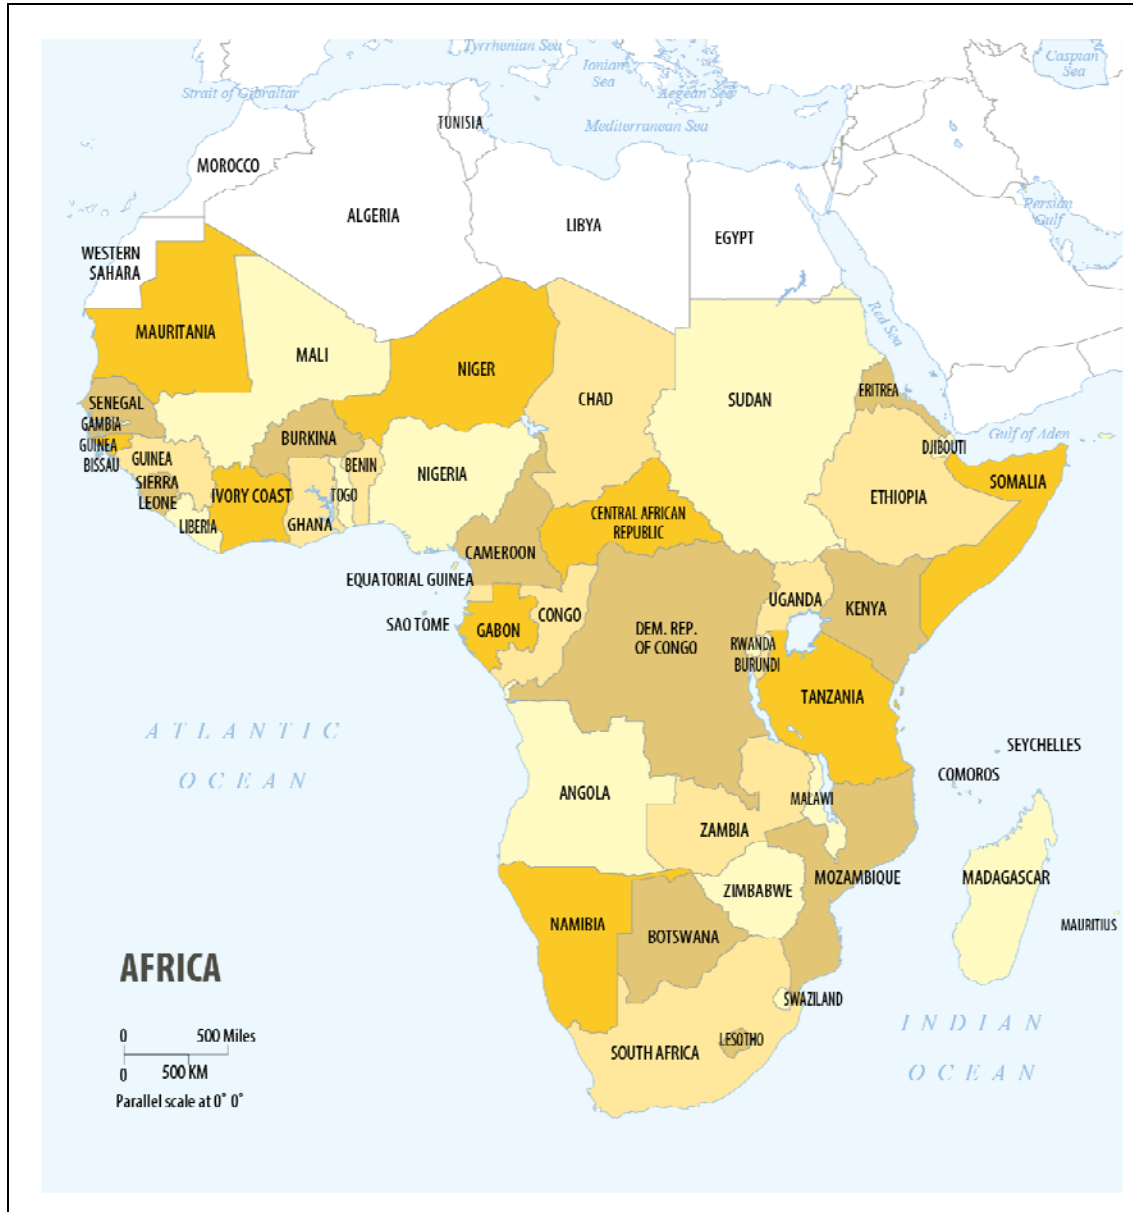 Tyrrhenian Sea
Ionian
Sea
Aegean Sea
Caspian
Sea
Strait of Gibraltar
Mediterranean Sea
TUNISIA
MOROCCO
ALGERIA
LIBYA
EGYPT
Persian
Gulf
WESTERN
SAHARA
Red Sea
MAURITANIA
MALI
NIGER
CHAD
SUDAN
ERITREA
SENEGAL
GAMBIA
GUINEA
BISSAU
GUINEA
BURKINA
BENIN
NIGERIA
DJIBOUTI
Gulf of Aden
SOMALIA
SIERRA
LEONE
IVORY COAST
TOGO
GHANA
LIBERIA
ETHIOPIA
CENTRAL AFRICAN
REPUBLIC
CAMEROON
EQUATORIAL GUINEA
SAO TOME
GABON
CONGO
DEM. REP.
OF CONGO
UGANDA
KENYA
RWANDA
BURUNDI
TANZANIA
ATLANTIC
OCEAN
SEYCHELLES
COMOROS
ANGOLA
MALAWI
ZAMBIA
MOZAMBIQUE
MADAGASCAR
ZIMBABWE
MAURITIUS
NAMIBIA
BOTSWANA
AFRICA
SWAZILAND
LESOTHO
SOUTH AFRICA
INDIAN
OCEAN
0 500 Miles
0 500 KM
Parallel scale at 0° 0°